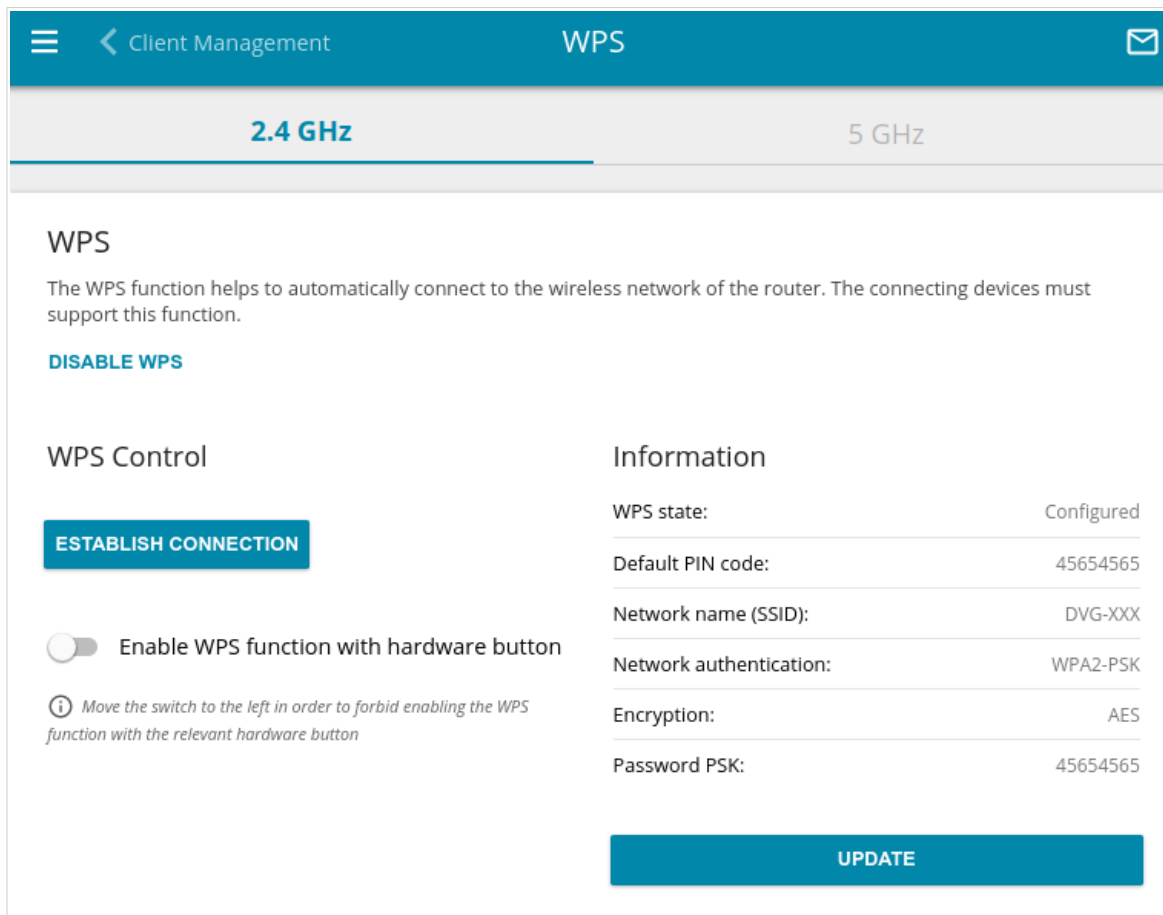 Client Management
WPS
2.4 GHz
5 GHz
WPS
The WPS function helps to automatically connect to the wireless network of the router. The connecting devices must
support this function.
DISABLE WPS
WPS Control
ESTABLISH CONNECTION
Enable WPS function with hardware button
Move the switch to the left in order to forbid enabling the WPS
function with the relevant hardware button
Information
WPS state: Configured
Default PIN code: 45654565
Network name (SSID): DVG-XXX
Network authentication: WPA2-PSK
Encryption: AES
Password PSK: 45654565
UPDATE